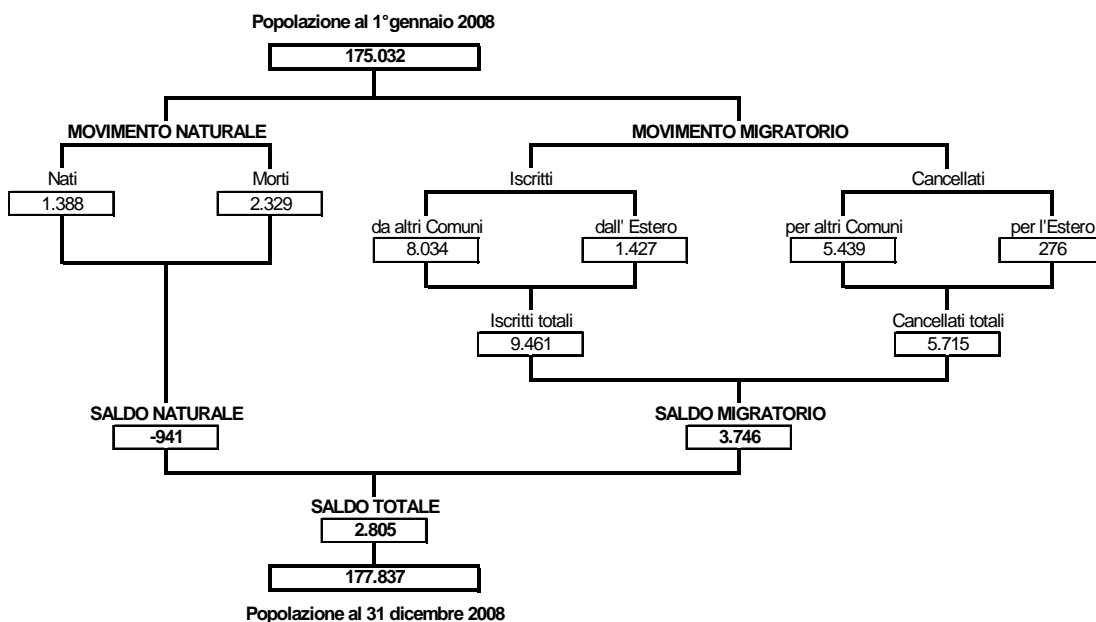 Popolazione al 1°gennaio 2008
175.032
MOVIMENTO NATURALE MOVIMENTO MIGRATORIO
Nati Morti Iscritti Cancellati
1.388 2.329
da altri Comuni dall' Estero per altri Comuni per l'Estero
8.034 1.427 5.439 276
Iscritti totali Cancellati totali
9.461 5.715
SALDO NATURALE SALDO MIGRATORIO
-941 3.746
SALDO TOTALE
2.805
177.837
Popolazione al 31 dicembre 2008